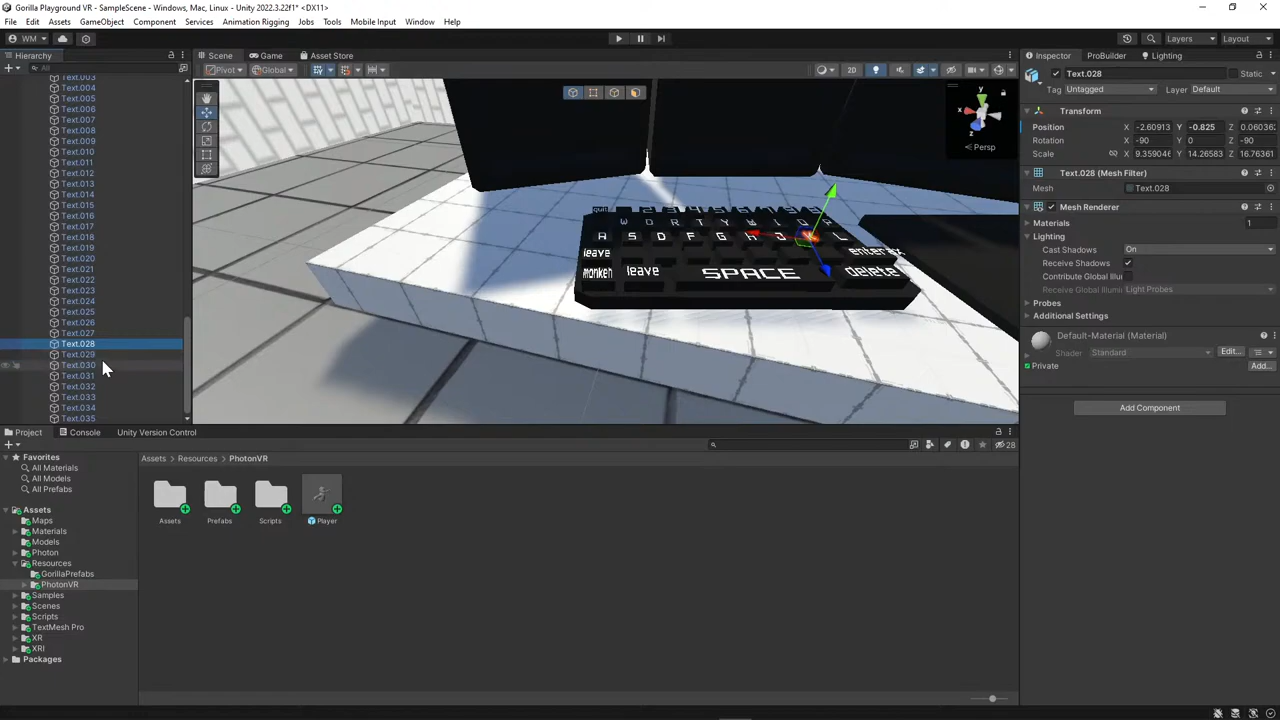 Gorilla Playground VR - SampleScene - Windows, Mac, Linux - Unity 2022.3.22f1* <DX11>
File Edit Assets GameObject Component Services Animation Rigging Jobs Tools Mobile Input Window Help
WM Layers Layout
Hierarchy Scene Game Asset Store Inspector ProBuilder Lighting
All Pivot Global 2D Text.028 Static
Tag Untagged Layer Default
Text.003
Text.004
Text.005
Text.006
Text.007
Text.008
Text.009
Text.010
Text.011
Text.012
Text.013
Text.014
Text.015
Text.016
Text.017
Text.018
Text.019
Text.020
Text.021
Text.022
Text.023
Text.024
Text.025
Text.026
Text.027
Text.028
Text.029
Text.030
Text.031
Text.032
Text.033
Text.034
Text.035
y
x
z
Persp
A S D F G H J K L
leave
monkeh leave SPACE delete
Transform
Position X -2.60913 Y -0.825 Z 0.060362
Rotation X -90 Y 0 Z -90
Scale X 9.359046 Y 14.26583 Z 16.76361
Text.028 (Mesh Filter)
Mesh Text.028
Mesh Renderer
Materials 1
Lighting
Cast Shadows On
Receive Shadows
Contribute Global Illumi
Receive Global Illumin Light Probes
Probes
Additional Settings
Default-Material (Material)
Shader Standard Edit...
Private Add...
Add Component
Project Console Unity Version Control
28
Favorites
All Materials
All Models
All Prefabs
Assets
Maps
Materials
Models
Photon
Resources
GorillaPrefabs
PhotonVR
Samples
Scenes
Scripts
TextMesh Pro
XR
XRI
Packages
Assets Resources PhotonVR
Assets Prefabs Scripts Player